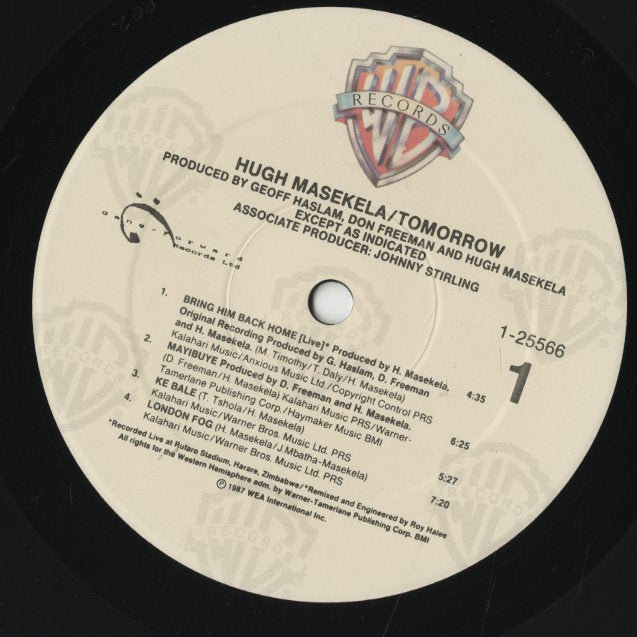 RECORDS
HUGH MASEKELA/TOMORROW
PRODUCED BY GEOFF HASLAM, DON FREEMAN AND HUGH MASEKELA
EXCEPT AS INDICATED
ASSOCIATE PRODUCER: JOHNNY STIRLING
Gang-Forward
Records Ltd
1-25566
1
1. BRING HIM BACK HOME [Live]* Produced by H. Masekela.
Original Recording Produced by G. Haslam, D. Freeman
and H. Masekela. (M. Timothy/T. Daly/H. Masekela) 4:35
Kalahari Music/Anxious Music Ltd./Copyright Control PRS
2. MAYIBUYE Produced by D. Freeman and H. Masekela.
(D. Freeman/H. Masekela) Kalahari Music PRS/Warner-
Tamerlane Publishing Corp./Haymaker Music BMI 6:25
3. KE BALE (T. Tshola/H. Masekela)
Kalahari Music/Warner Bros. Music Ltd. PRS 5:27
4. LONDON FOG (H. Masekela/J.Mbatha-Masekela)
Kalahari Music/Warner Bros. Music Ltd. PRS 7:20
*Recorded Live at Rufaro Stadium, Harare, Zimbabwe/*Remixed and Engineered by Roy Halee
All rights for the Western Hemisphere adm. by Warner-Tamerlane Publishing Corp. BMI
℗ 1987 WEA International Inc.